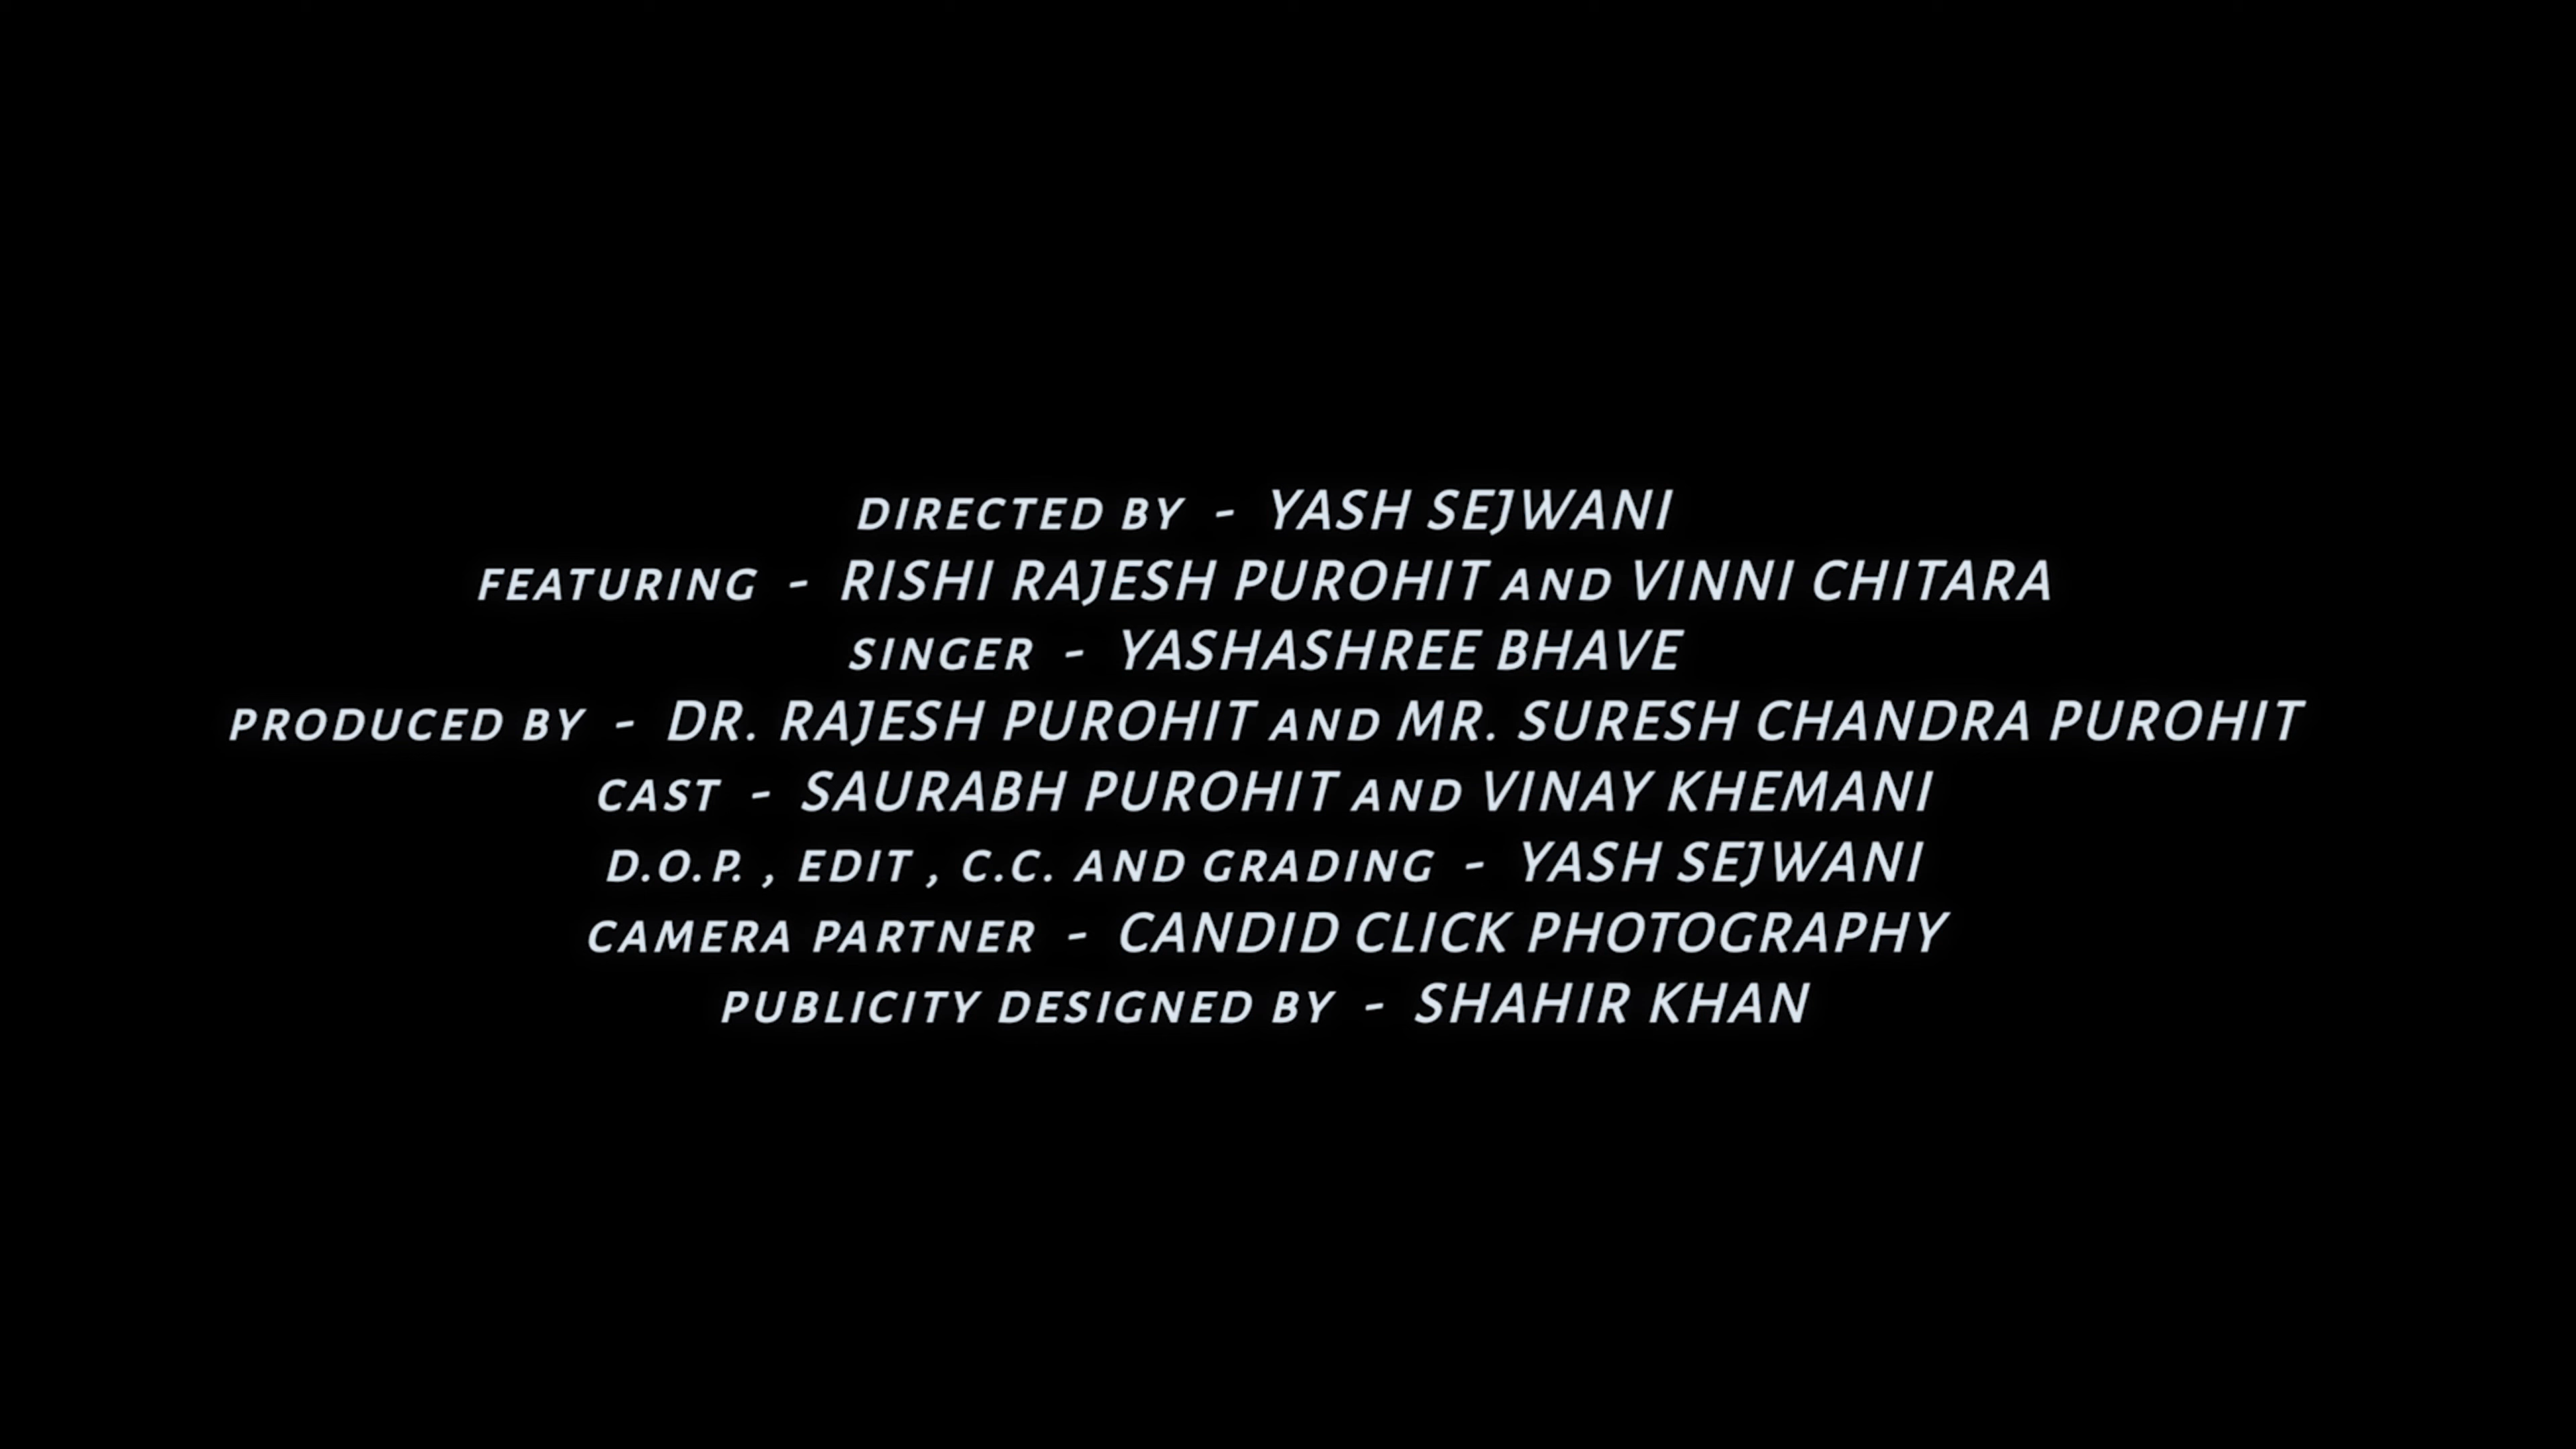 DIRECTED BY - YASH SEJWANI
FEATURING - RISHI RAJESH PUROHIT AND VINNI CHITARA
SINGER - YASHASHREE BHAVE
PRODUCED BY - DR. RAJESH PUROHIT AND MR. SURESH CHANDRA PUROHIT
CAST - SAURABH PUROHIT AND VINAY KHEMANI
D.O.P. , EDIT , C.C. AND GRADING - YASH SEJWANI
CAMERA PARTNER - CANDID CLICK PHOTOGRAPHY
PUBLICITY DESIGNED BY - SHAHIR KHAN